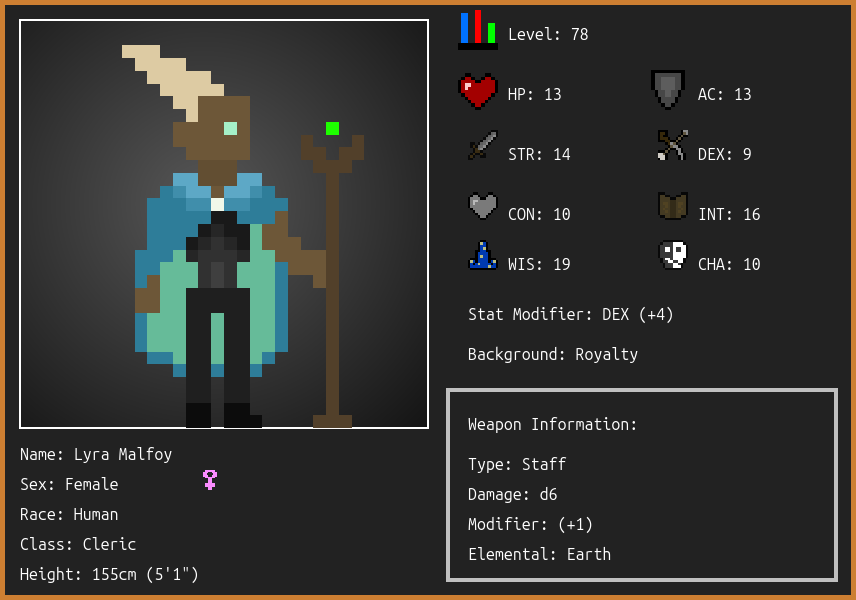 Level: 78
HP: 13
AC: 13
STR: 14
DEX: 9
CON: 10
INT: 16
WIS: 19
CHA: 10
Stat Modifier: DEX (+4)
Background: Royalty
Weapon Information:
Type: Staff
Damage: d6
Modifier: (+1)
Elemental: Earth
Name: Lyra Malfoy
Sex: Female
Race: Human
Class: Cleric
Height: 155cm (5'1")